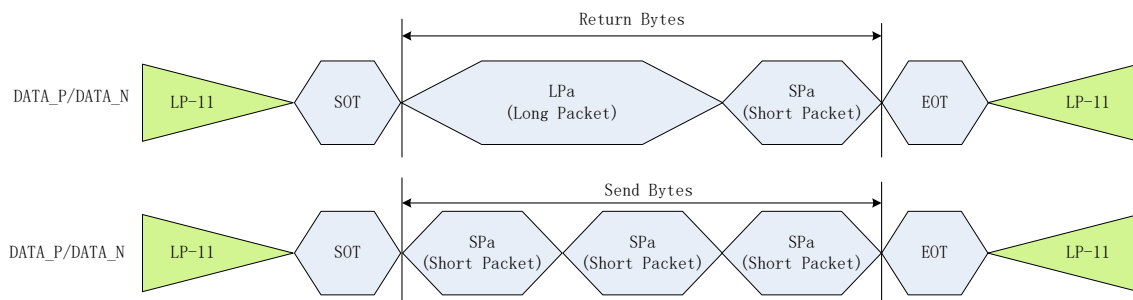 Return Bytes
DATA_P/DATA_N
LP-11
SOT
LPa
(Long Packet)
SPa
(Short Packet)
EOT
LP-11
Send Bytes
DATA_P/DATA_N
LP-11
SOT
SPa
(Short Packet)
SPa
(Short Packet)
SPa
(Short Packet)
EOT
LP-11